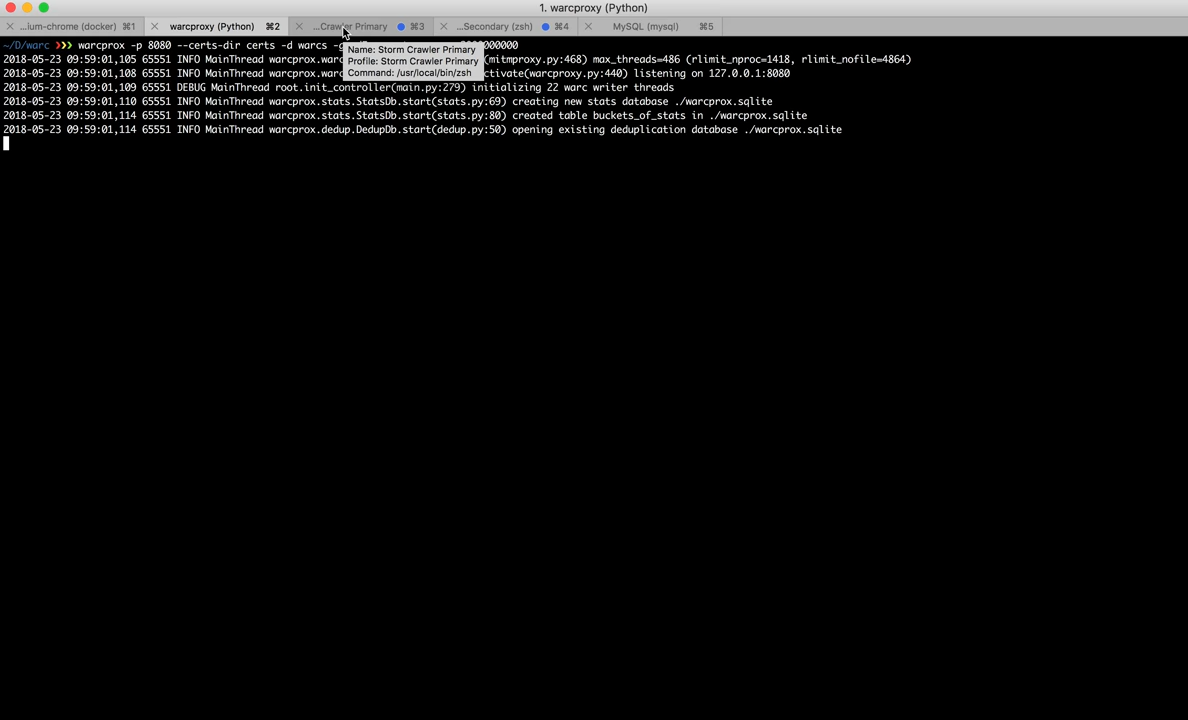 1. warcproxy (Python)
...ium-chrome (docker) ⌘1 warcproxy (Python) ⌘2 ...Crawler Primary ⌘3 ...Secondary (zsh) ⌘4 MySQL (mysql) ⌘5
~/D/warc ❯❯❯ warcprox -p 8080 --certs-dir certs -d warcs
Name: Storm Crawler Primary
Profile: Storm Crawler Primary
Command: /usr/local/bin/zsh
2018-05-23 09:59:01,105 65551 INFO MainThread (mitmproxy.py:468) max_threads=486 (rlimit_nproc=1418, rlimit_nofile=4864)
2018-05-23 09:59:01,108 65551 INFO MainThread (warcproxy.py:440) listening on 127.0.0.1:8080
2018-05-23 09:59:01,109 65551 DEBUG MainThread root.init_controller(main.py:279) initializing 22 warc writer threads
2018-05-23 09:59:01,110 65551 INFO MainThread warcprox.stats.StatsDb.start(stats.py:69) creating new stats database ./warcprox.sqlite
2018-05-23 09:59:01,114 65551 INFO MainThread warcprox.stats.StatsDb.start(stats.py:80) created table buckets_of_stats in ./warcprox.sqlite
2018-05-23 09:59:01,114 65551 INFO MainThread warcprox.dedup.DedupDb.start(dedup.py:50) opening existing deduplication database ./warcprox.sqlite